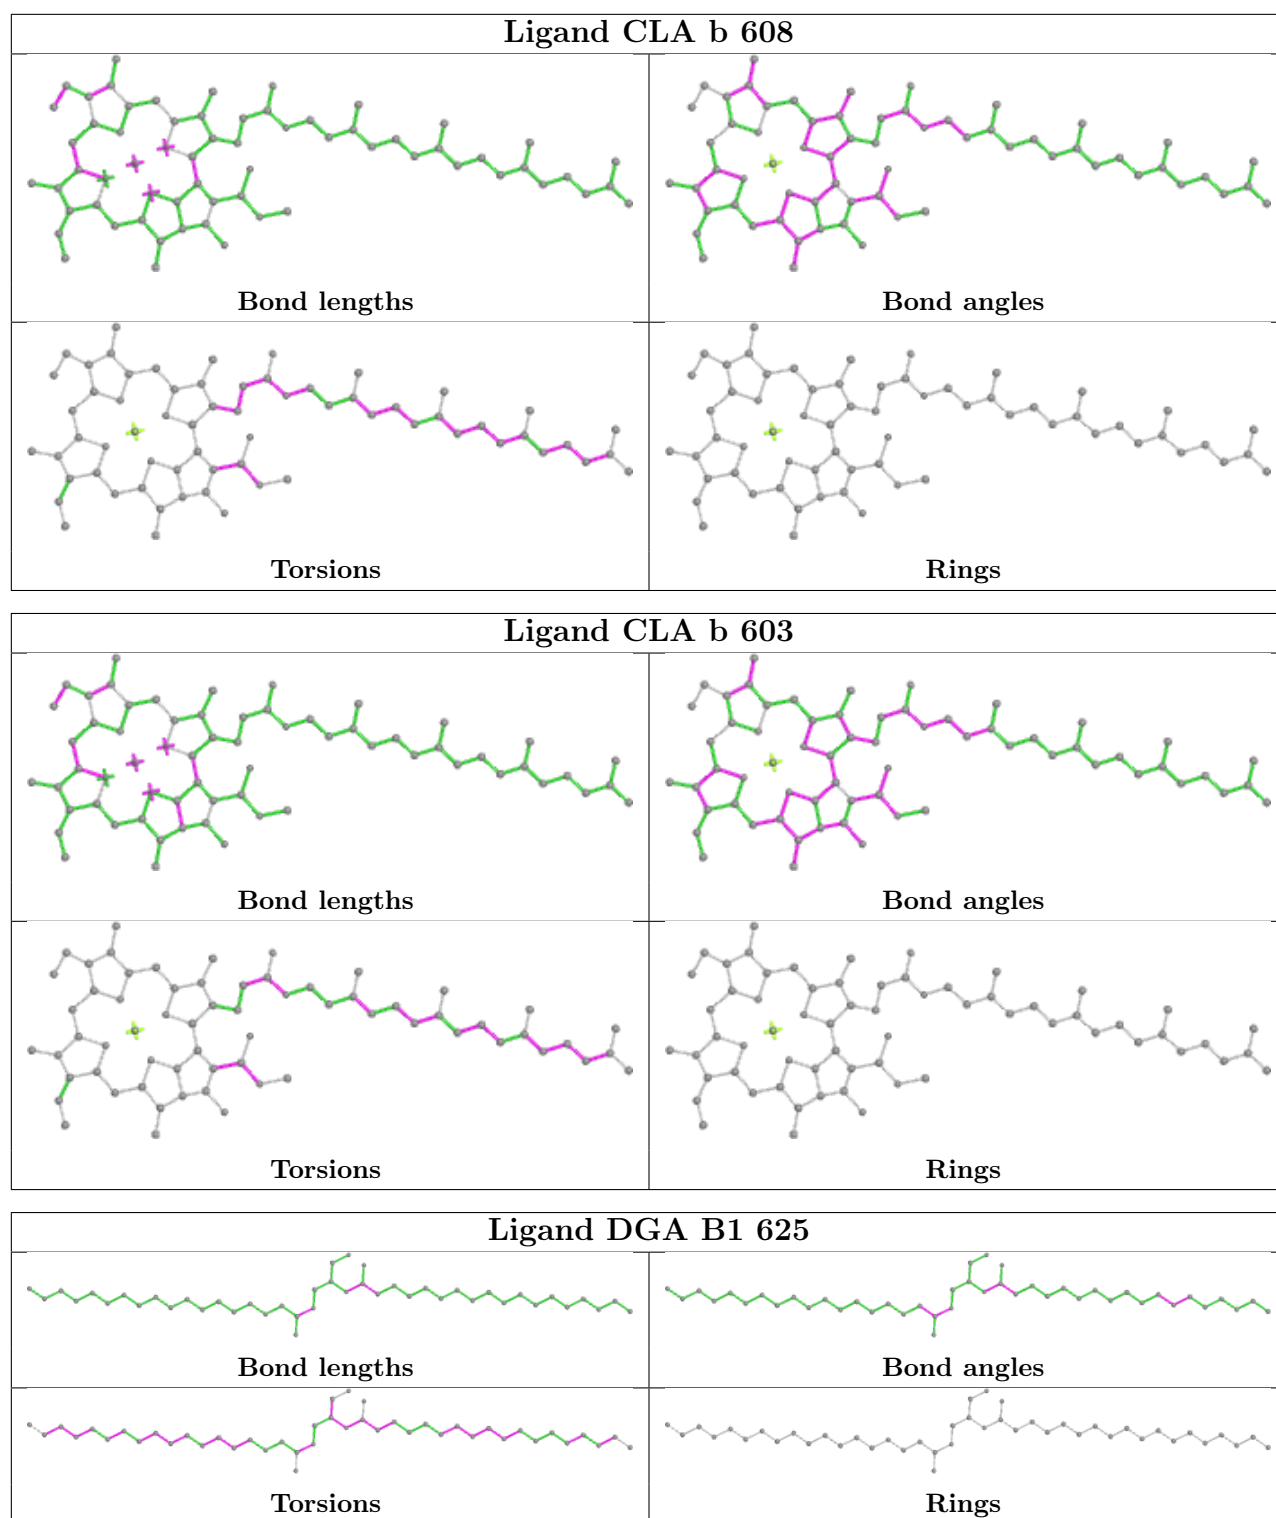 Ligand CLA b 608
Bond lengths
Bond angles
Torsions
Rings
Ligand CLA b 603
Bond lengths
Bond angles
Torsions
Rings
Ligand DGA B1 625
Bond lengths
Bond angles
Torsions
Rings